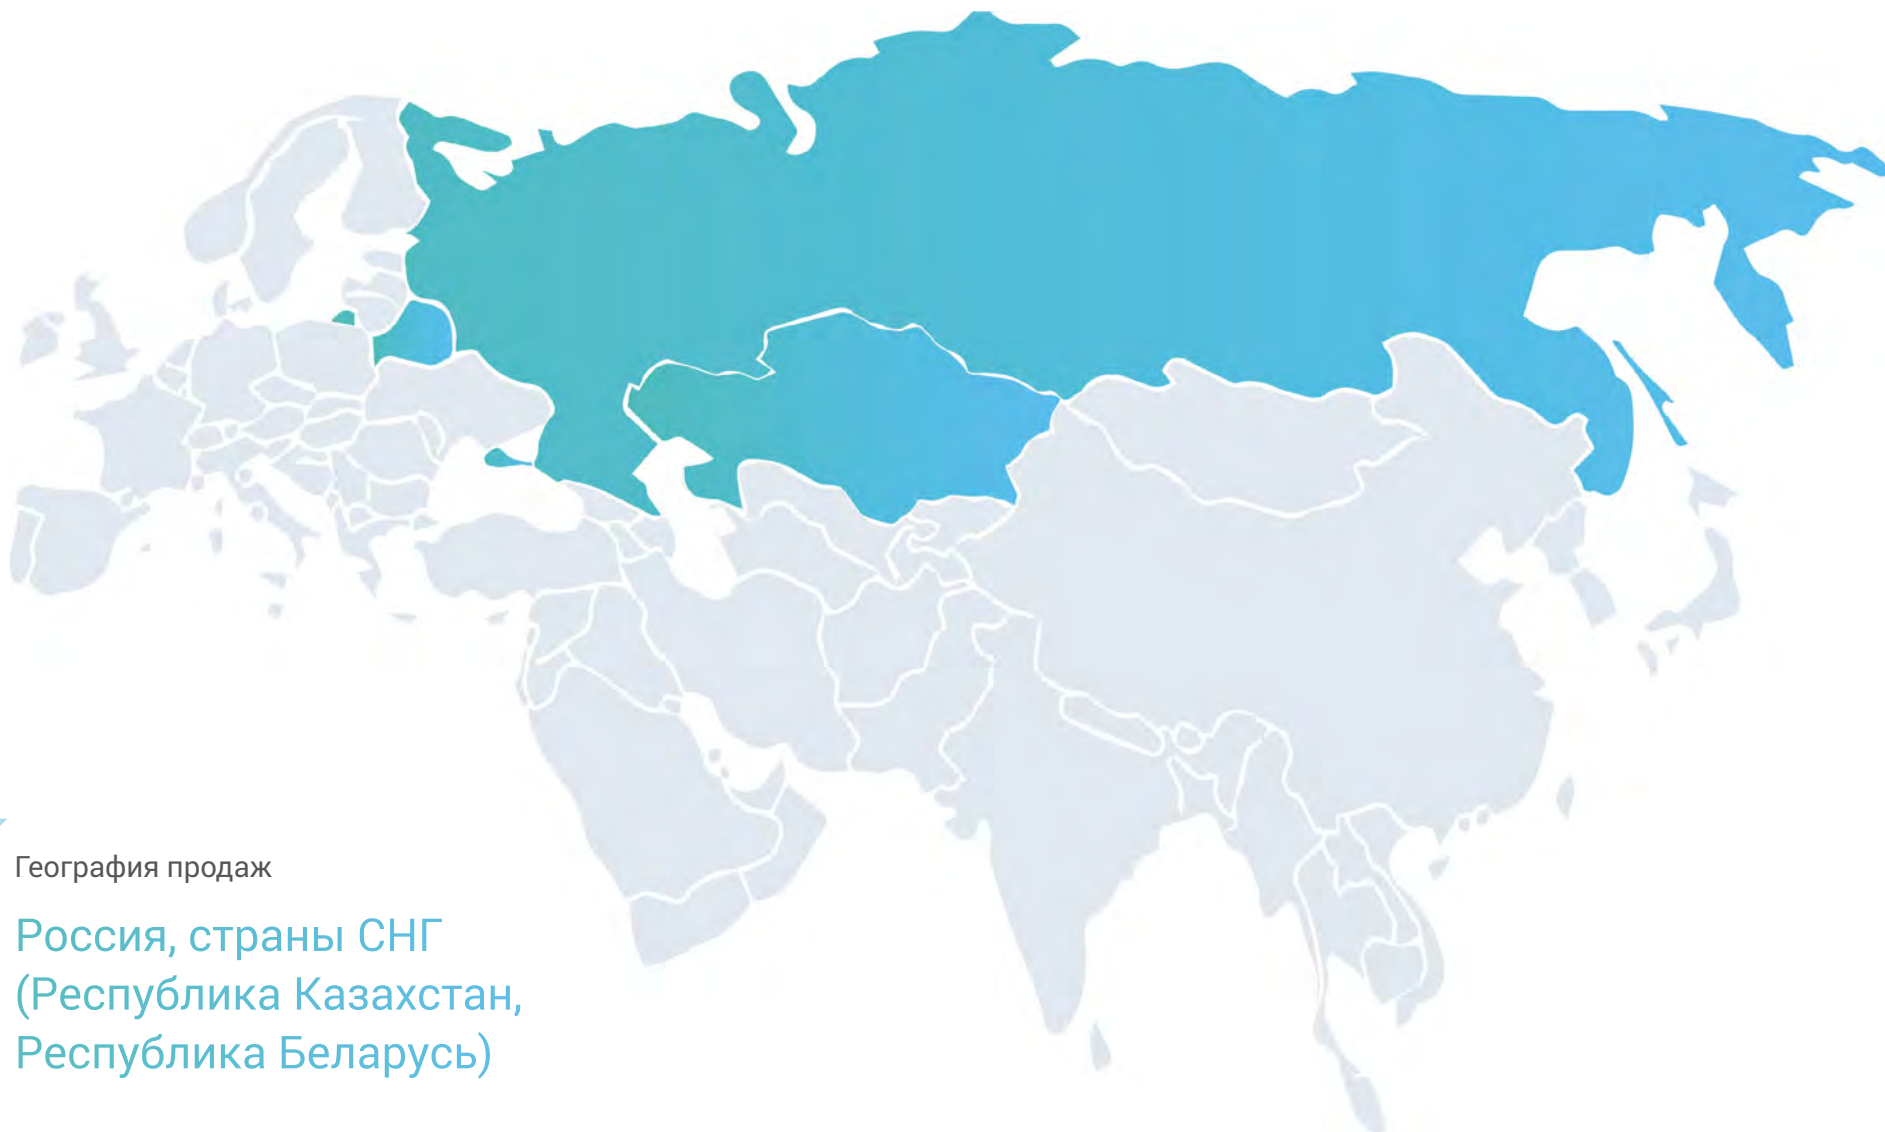 География продаж
Россия, страны СНГ
(Республика Казахстан,
Республика Беларусь)